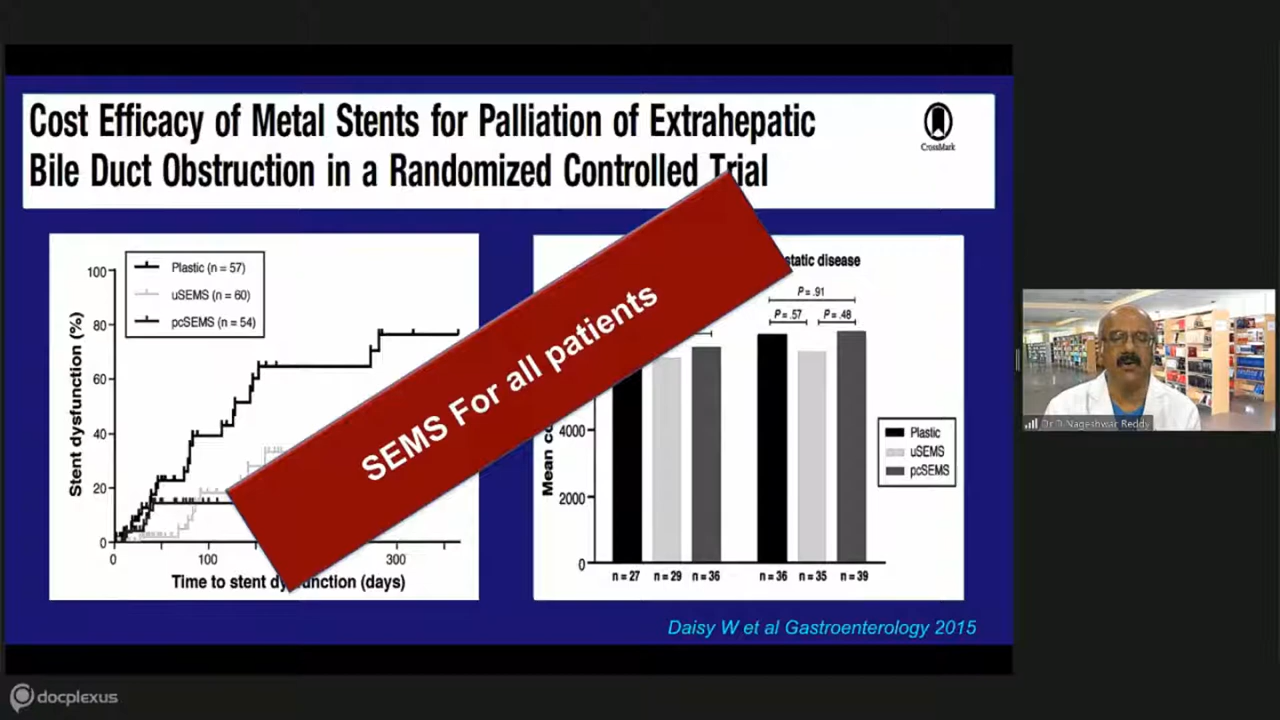 Cost Efficacy of Metal Stents for Palliation of Extrahepatic
Bile Duct Obstruction in a Randomized Controlled Trial
CrossMark
Plastic (n = 57)
uSEMS (n = 60)
pcSEMS (n = 54)
Stent dysfunction (%)
100
80
60
40
20
0
0
100
300
Time to stent dysfunction (days)
SEMS For all patients
disease
P = .91
P = .57
P = .48
Mean
4000
2000
0
n = 27
n = 29
n = 36
n = 36
n = 35
n = 39
Plastic
uSEMS
pcSEMS
Daisy W et al Gastroenterology 2015
Dr D Nageshwar Reddy
docplexus